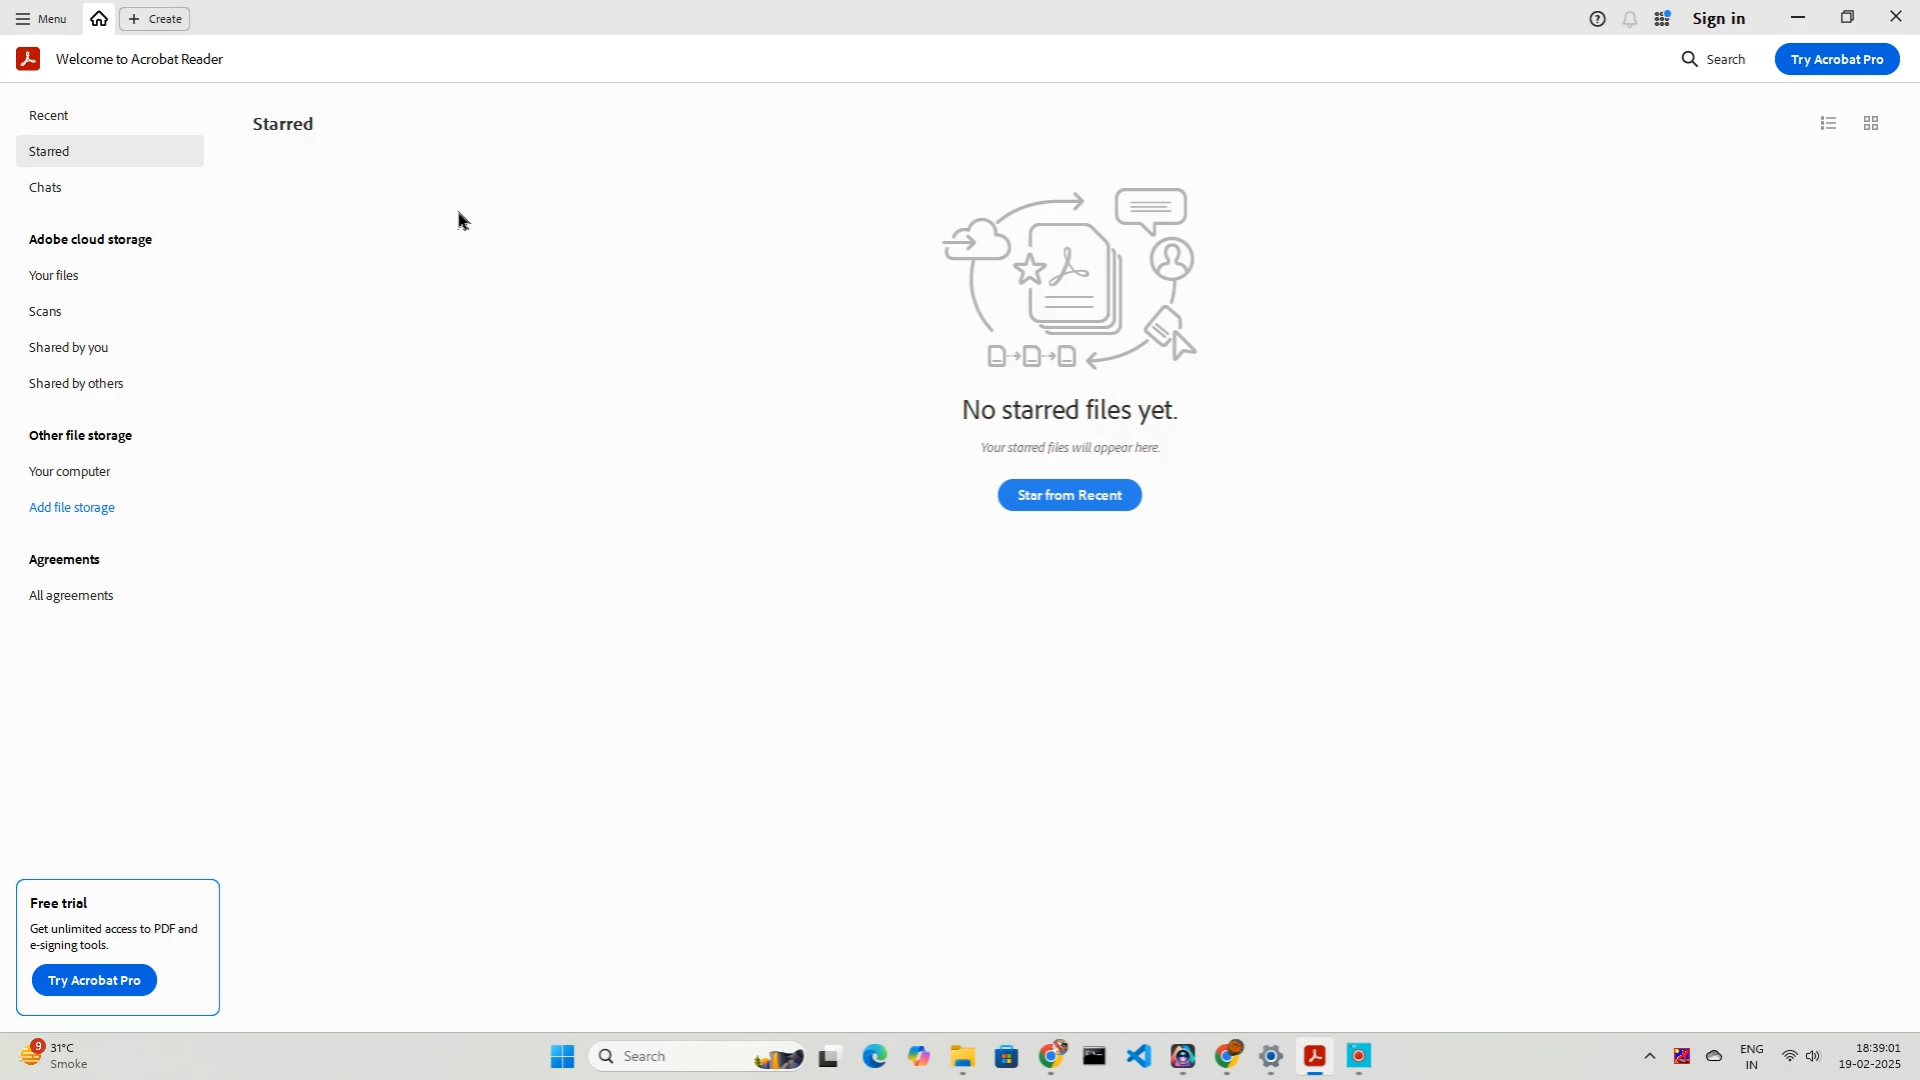 Menu
Create
Sign in
Welcome to Acrobat Reader
Search
Try Acrobat Pro
Recent
Starred
Chats
Adobe cloud storage
Your files
Scans
Shared by you
Shared by others
Other file storage
Your computer
Add file storage
Agreements
All agreements
Starred
No starred files yet.
Your starred files will appear here.
Star from Recent
Free trial
Get unlimited access to PDF and
e-signing tools.
Try Acrobat Pro
9
31°C
Smoke
Search
ENG
IN
18:39:01
19-02-2025